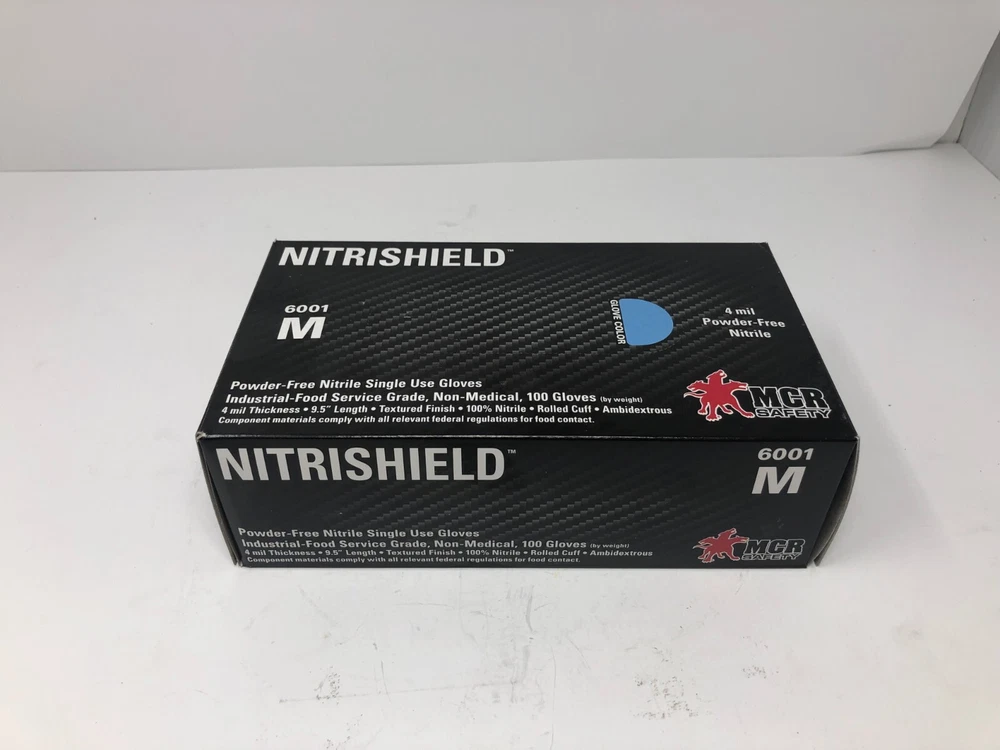 NITRISHIELD™
6001
M
GLOVE COLOR
4 mil
Powder-Free
Nitrile
Powder-Free Nitrile Single Use Gloves
Industrial-Food Service Grade, Non-Medical, 100 Gloves (by weight)
4 mil Thickness • 9.5" Length • Textured Finish • 100% Nitrile • Rolled Cuff • Ambidextrous
Component materials comply with all relevant federal regulations for food contact.
MCR
SAFETY
NITRISHIELD™
6001
M
Powder-Free Nitrile Single Use Gloves
Industrial-Food Service Grade, Non-Medical, 100 Gloves (by weight)
4 mil Thickness • 9.5" Length • Textured Finish • 100% Nitrile • Rolled Cuff • Ambidextrous
Component materials comply with all relevant federal regulations for food contact.
MCR
SAFETY